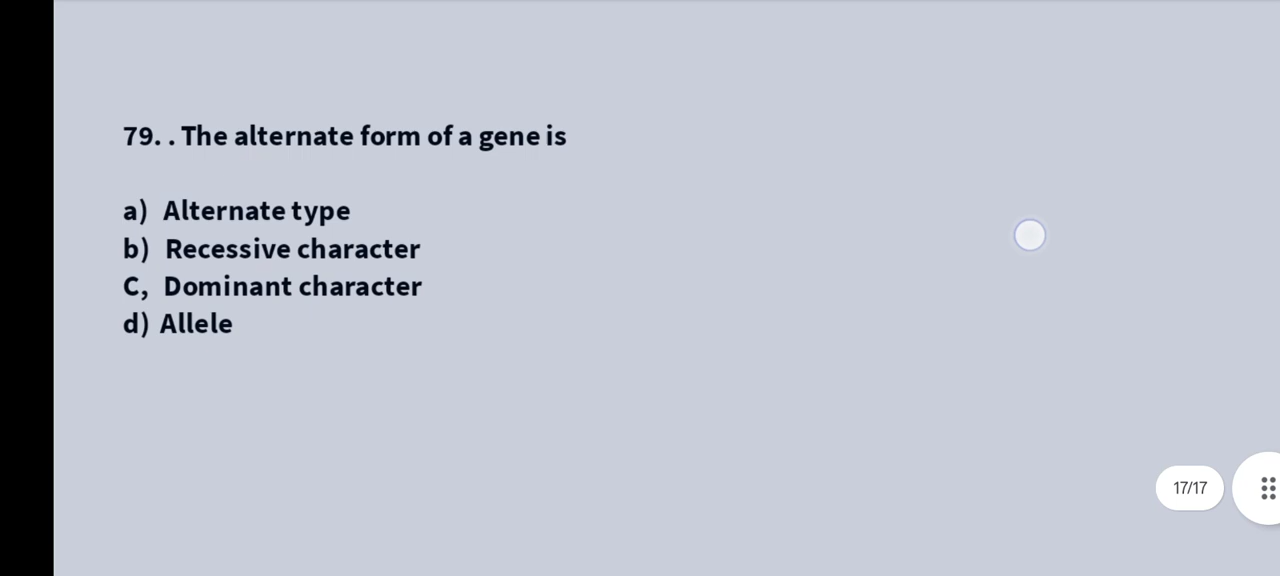 79. . The alternate form of a gene is
a) Alternate type
b) Recessive character
C, Dominant character
d) Allele
17/17